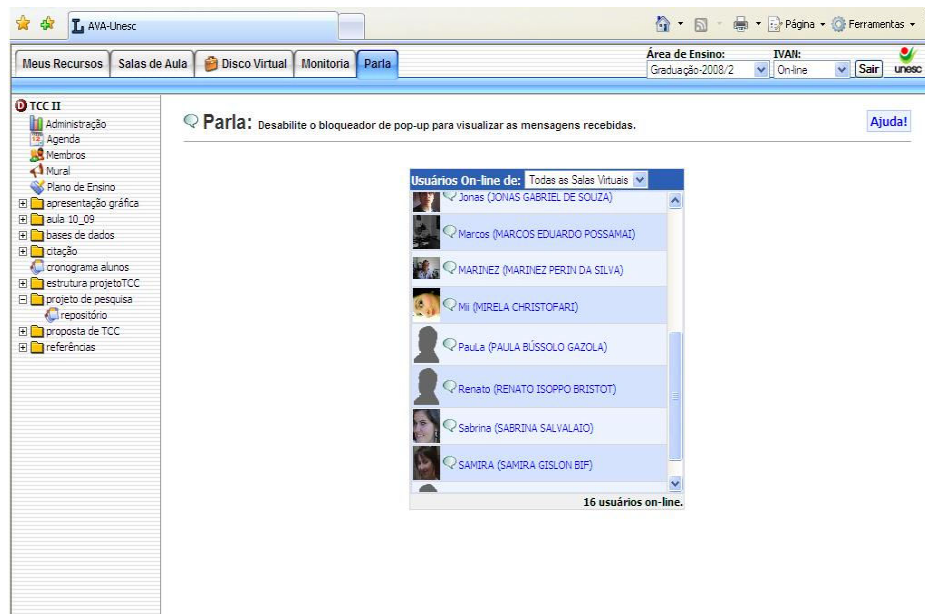 AVA-Unesc
Página
Ferramentas
Meus Recursos
Salas de Aula
Disco Virtual
Monitoria
Parla
Área de Ensino:
IVAN:
Graduação-2008/2
On-line
Sair
unesc
TCC II
Administração
Agenda
Membros
Mural
Plano de Ensino
apresentação gráfica
aula 10_09
bases de dados
citação
cronograma alunos
estrutura projetoTCC
projeto de pesquisa
repositório
proposta de TCC
referências
Parla: Desabilite o bloqueador de pop-up para visualizar as mensagens recebidas.
Ajuda!
Usuários On-line de: Todas as Salas Virtuais
Jonas (JONAS GABRIEL DE SOUZA)
Marcos (MARCOS EDUARDO POSSAMAI)
MARINEZ (MARINEZ PERIN DA SILVA)
Mii (MIRELA CHRISTOFARI)
PauLa (PAULA BÚSSOLO GAZOLA)
Renato (RENATO ISOPPO BRISTOT)
Sabrina (SABRINA SALVALAIO)
SAMIRA (SAMIRA GISLON BIF)
16 usuários on-line.